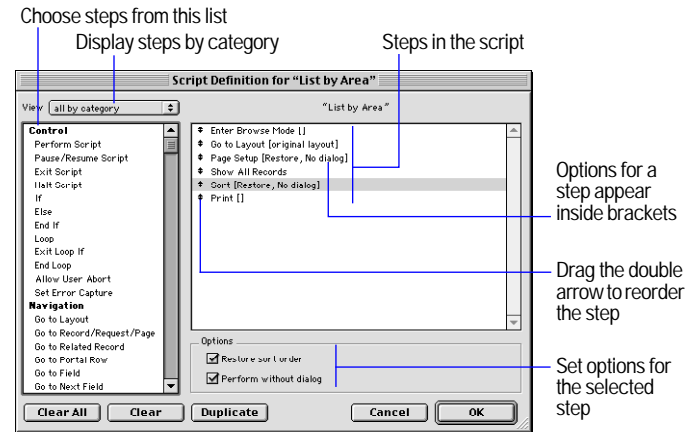 Choose steps from this list
Display steps by category
Steps in the script
Script Definition for “List by Area”
View all by category
“List by Area”
Control
Perform Script
Pause/Resume Script
Exit Script
Halt Script
If
Else
End If
Loop
Exit Loop If
End Loop
Allow User Abort
Set Error Capture
Navigation
Go to Layout
Go to Record/Request/Page
Go to Related Record
Go to Portal Row
Go to Field
Go to Next Field
Enter Browse Mode []
Go to Layout [original layout]
Page Setup [Restore, No dialog]
Show All Records
Sort [Restore, No dialog]
Print []
Options for a
step appear
inside brackets
Drag the double
arrow to reorder
the step
Options
Restore sort order
Perform without dialog
Set options for
the selected
step
Clear All
Clear
Duplicate
Cancel
OK